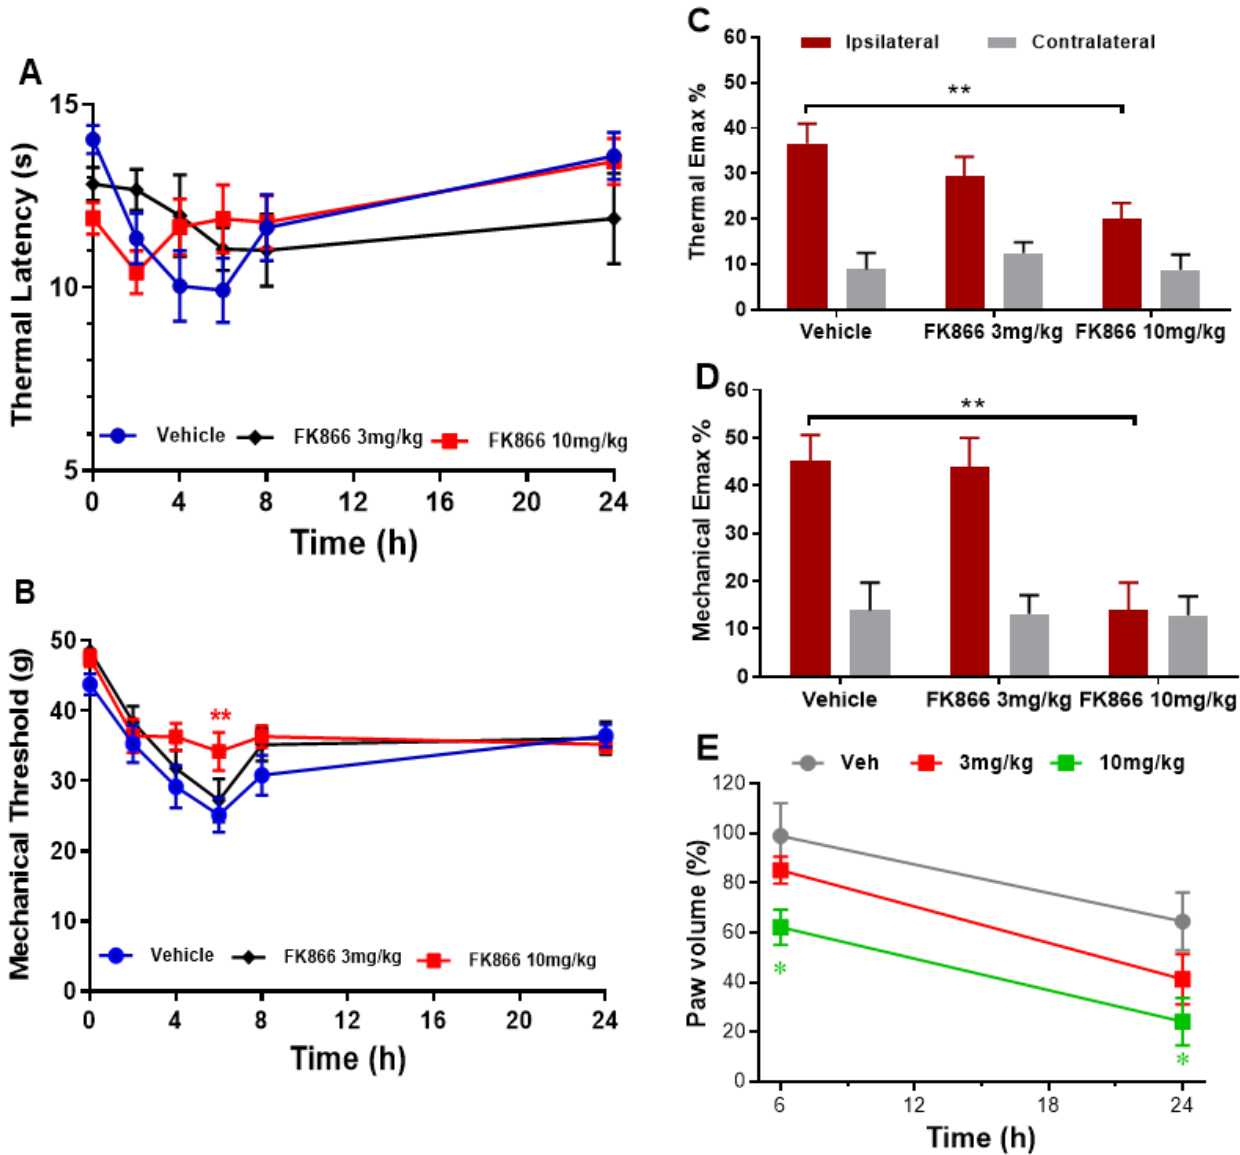 A
Thermal Latency (s)
15
10
5
Vehicle
FK866 3mg/kg
FK866 10mg/kg
0 4 8 12 16 20 24
Time (h)
B
Mechanical Threshold (g)
50
40
30
20
10
0
**
Vehicle
FK866 3mg/kg
FK866 10mg/kg
0 4 8 12 16 20 24
Time (h)
C
Thermal Emax %
60
50
40
30
20
10
0
Ipsilateral
Contralateral
**
Vehicle
FK866 3mg/kg
FK866 10mg/kg
D
Mechanical Emax %
60
50
40
30
20
10
0
**
Vehicle
FK866 3mg/kg
FK866 10mg/kg
E
Veh
3mg/kg
10mg/kg
Paw volume (%)
120
100
80
60
40
20
0
*
*
6 12 18 24
Time (h)